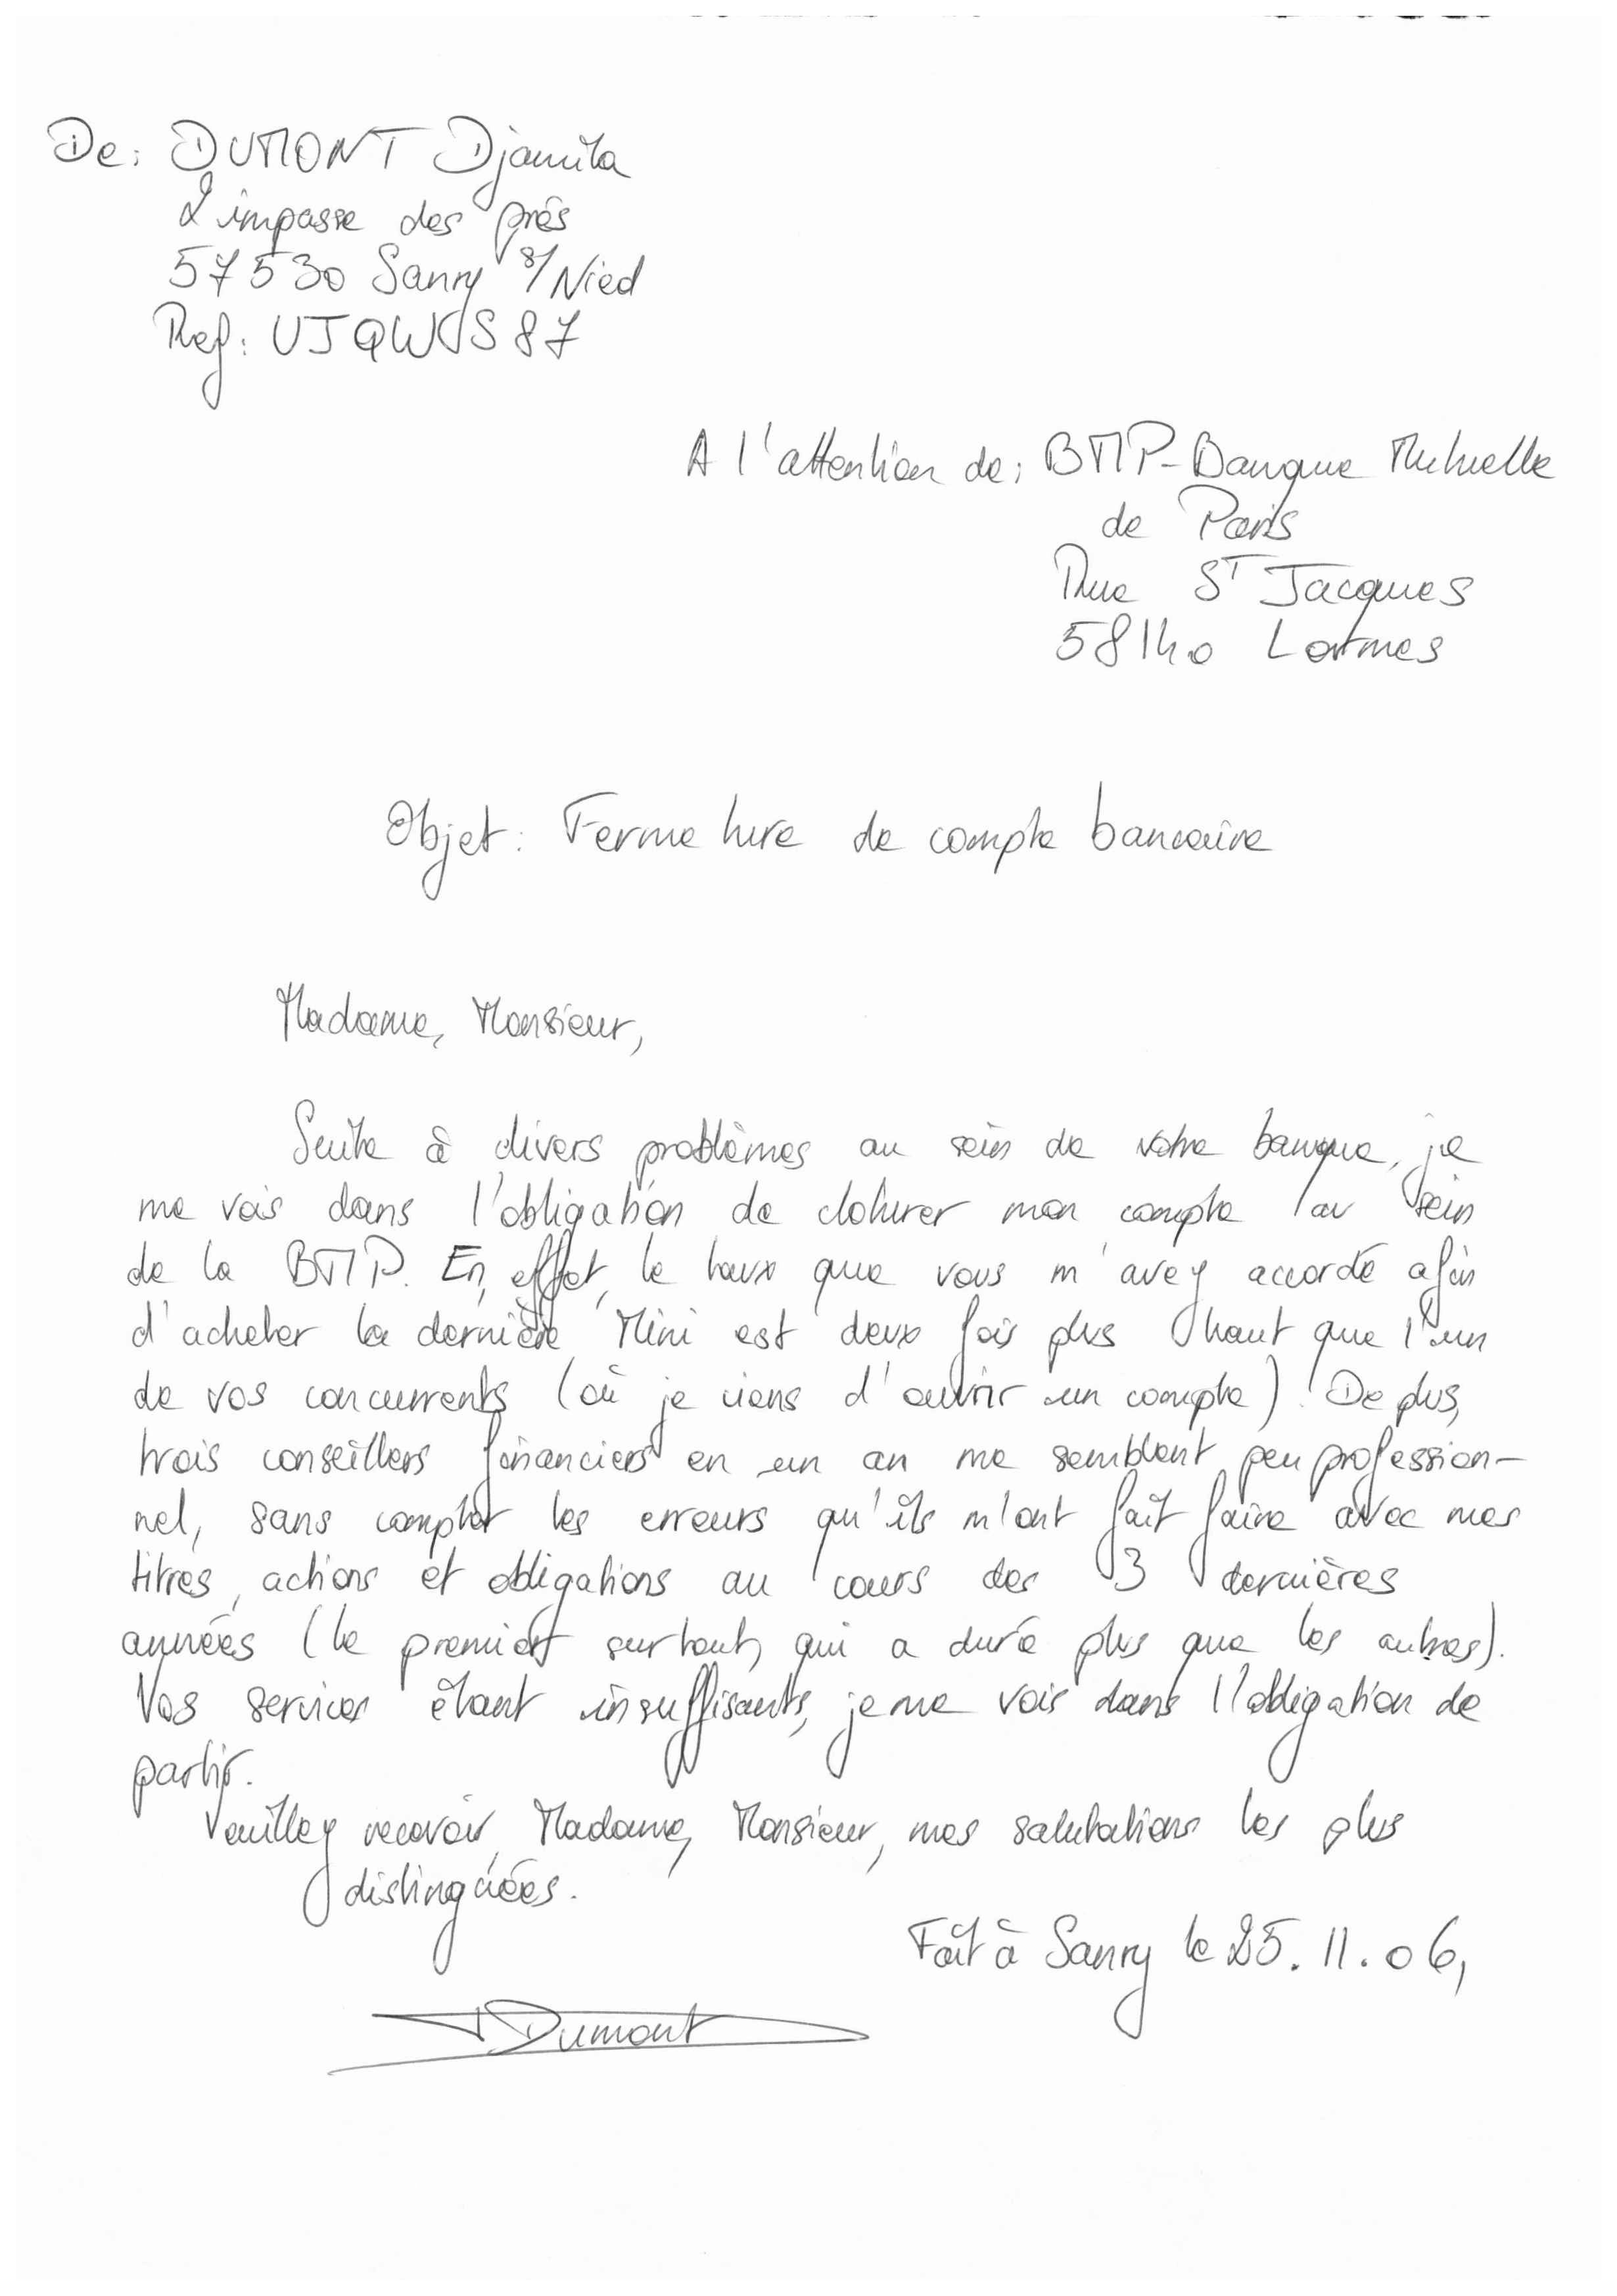 De: DUMONT Djamila
2 impasse des prés
57530 Sanry s/Nied
Ref: UJQWS87
A l'attention de: BMP-Banque Mutuelle
de Paris
Rue ST Jacques
58140 Lormes
Objet: Fermeture de compte bancaire
Madame, Monsieur,
Suite à divers problèmes au sein de votre banque, je
me vois dans l'obligation de cloturer mon compte au sein
de la BMP. En effet, le taux que vous m'avez accordé afin
d'acheter la dernière Mini est deux fois plus haut que l'un
de vos concurrents (où je viens d'ouvrir un compte). De plus,
trois conseillers financiers en un an me semblent peu profession-
nel, sans compter les erreurs qu'ils m'ont fait faire avec mes
titres, actions et obligations au cours des 3 dernières
années (le premier surtout, qui a duré plus que les autres).
Vos services étant insuffisants, je me vois dans l'obligation de
partir.
Veuillez recevoir, Madame, Monsieur, mes salutations les plus
distinguées.
Fait à Sanry le 25.11.06,
Dumont